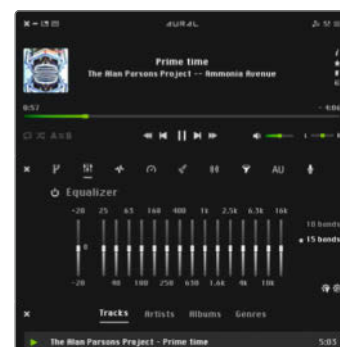 AURAL
Prime time
The Alan Parsons Project -- Ammonia Avenue
0:57
- 4:06
A B
AU
Equalizer
-20 25 63 160 400 1k 2.5k 6.3k 16k
10 bands
0
15 bands
-20 40 100 250 630 1.6k 4k 10k
Tracks Artists Albums Genres
The Alan Parsons Project - Prime time 5:03